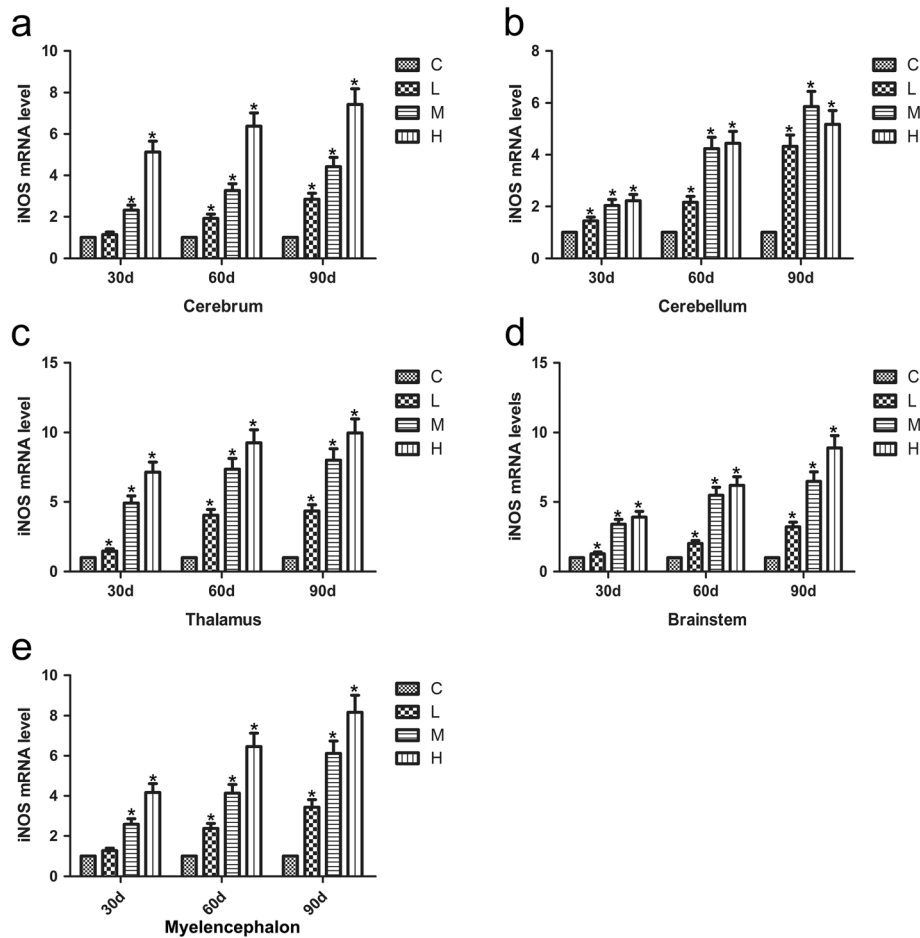 a
10
8
6
4
2
0
iNOS mRNA level
*
*
*
*
*
*
*
*
30d 60d 90d
Cerebrum
C
L
M
H
b
8
6
4
2
0
iNOS mRNA level
*
*
*
*
*
*
*
*
*
30d 60d 90d
Cerebellum
C
L
M
H
c
15
10
5
0
iNOS mRNA level
*
*
*
*
*
*
*
*
*
30d 60d 90d
Thalamus
C
L
M
H
d
15
10
5
0
iNOS mRNA levels
*
*
*
*
*
*
*
*
*
30d 60d 90d
Brainstem
C
L
M
H
e
10
8
6
4
2
0
iNOS mRNA level
*
*
*
*
*
*
*
*
30d 60d 90d
Myelencephalon
C
L
M
H